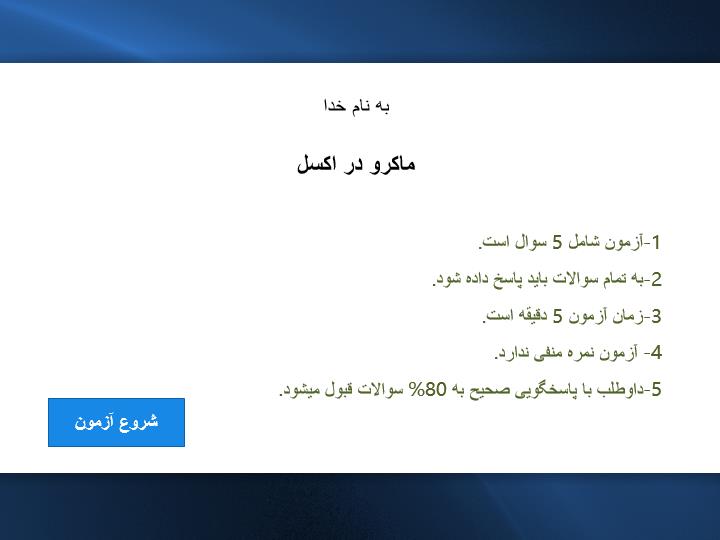 به نام خدا
ماکرو در اکسل
1-آزمون شامل 5 سوال است.
2-به تمام سوالات باید پاسخ داده شود.
3-زمان آزمون 5 دقیقه است.
4- آزمون نمره منفی ندارد.
5-داوطلب با پاسخگویی صحیح به 80% سوالات قبول میشود.
شروع آزمون